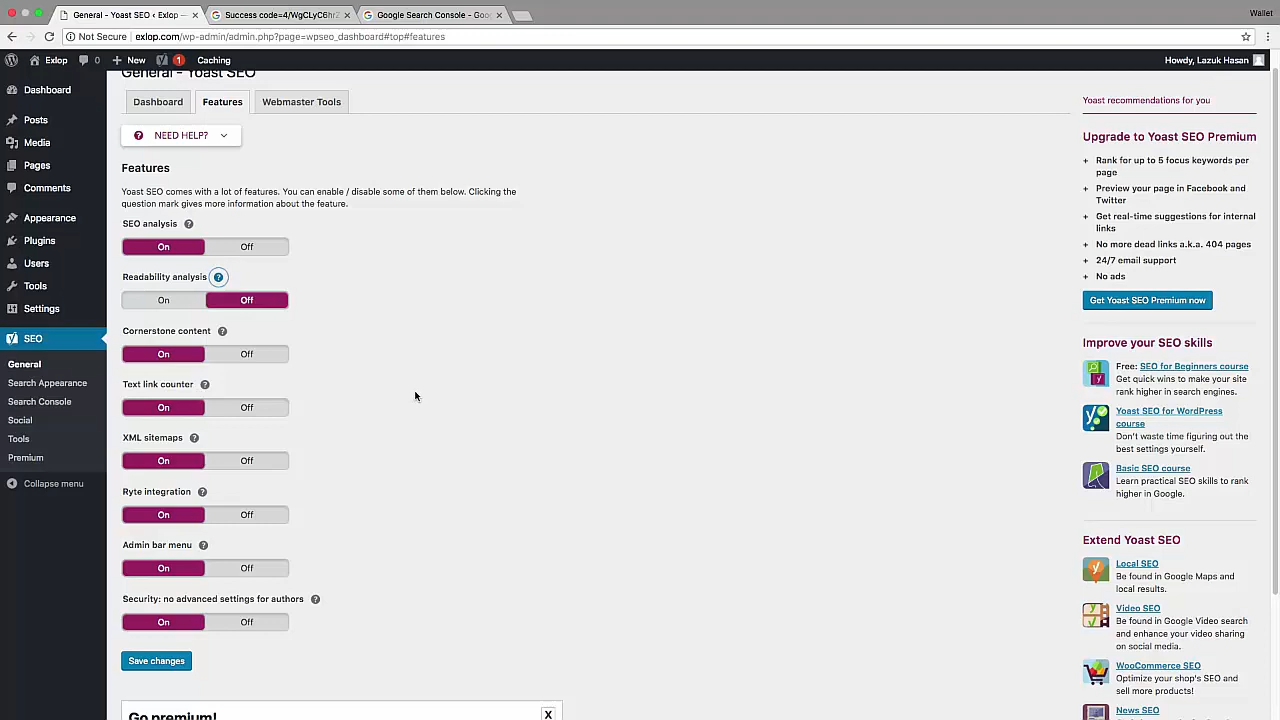 General - Yoast SEO ‹ Exlop —
Success code=4/WgCLyC6hr
Google Search Console - Goo
Wallet
Not Secure
exlop.com/wp-admin/admin.php?page=wpseo_dashboard#top#features
Exlop
0
New
1
Caching
Howdy, Lazuk Hasan
Dashboard
Posts
Media
Pages
Comments
Appearance
Plugins
Users
Tools
Settings
SEO
General
Search Appearance
Search Console
Social
Tools
Premium
Collapse menu
General - Yoast SEO
Dashboard
Features
Webmaster Tools
NEED HELP?
Features
Yoast SEO comes with a lot of features. You can enable / disable some of them below. Clicking the
question mark gives more information about the feature.
SEO analysis
On Off
Readability analysis
On Off
Cornerstone content
On Off
Text link counter
On Off
XML sitemaps
On Off
Ryte integration
On Off
Admin bar menu
On Off
Security: no advanced settings for authors
On Off
Save changes
Go premium!
X
Yoast recommendations for you
Upgrade to Yoast SEO Premium
+ Rank for up to 5 focus keywords per
page
+ Preview your page in Facebook and
Twitter
+ Get real-time suggestions for internal
links
+ No more dead links a.k.a. 404 pages
+ 24/7 email support
+ No ads
Get Yoast SEO Premium now
Improve your SEO skills
Free: SEO for Beginners course
Get quick wins to make your site
rank higher in search engines.
Yoast SEO for WordPress
course
Don't waste time figuring out the
best settings yourself.
Basic SEO course
Learn practical SEO skills to rank
higher in Google.
Extend Yoast SEO
Local SEO
Be found in Google Maps and
local results.
Video SEO
Be found in Google Video search
and enhance your video sharing
on social media.
WooCommerce SEO
Optimize your shop's SEO and
sell more products!
News SEO